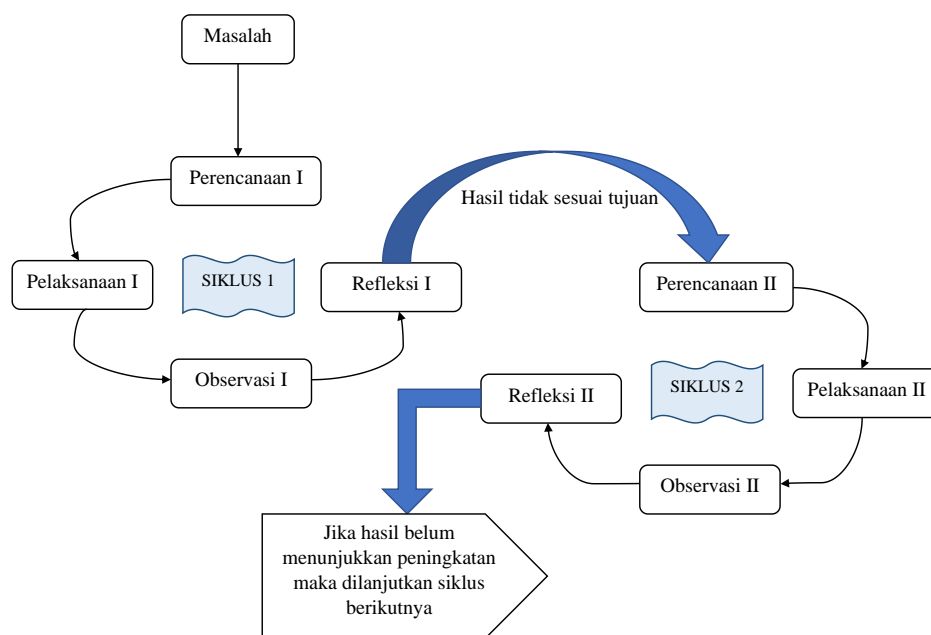 Masalah
Perencanaan I
Hasil tidak sesuai tujuan
Pelaksanaan I
SIKLUS 1
Refleksi I
Perencanaan II
Observasi I
Refleksi II
SIKLUS 2
Pelaksanaan II
Observasi II
Jika hasil belum
menunjukkan peningkatan
maka dilanjutkan siklus
berikutnya